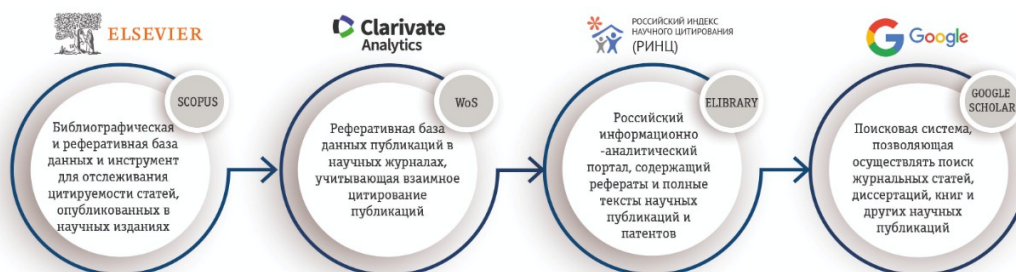 ELSEVIER
SCOPUS
Библиографическая
и реферативная база
данных и инструмент
для отслеживания
цитируемости статей,
опубликованных в
научных изданиях
Clarivate
Analytics
WoS
Реферативная база
данных публикаций в
научных журналах,
учитывающая взаимное
цитирование
публикаций
РОССИЙСКИЙ ИНДЕКС
НАУЧНОГО ЦИТИРОВАНИЯ
(РИНЦ)
ELIBRARY
Российский
информационно
-аналитический
портал, содержащий
рефераты и полные
тексты научных
публикаций и
патентов
Google
GOOGLE
SCHOLAR
Поисковая система,
позволяющая
осуществлять поиск
журнальных статей,
диссертаций, книг и
других научных
публикаций